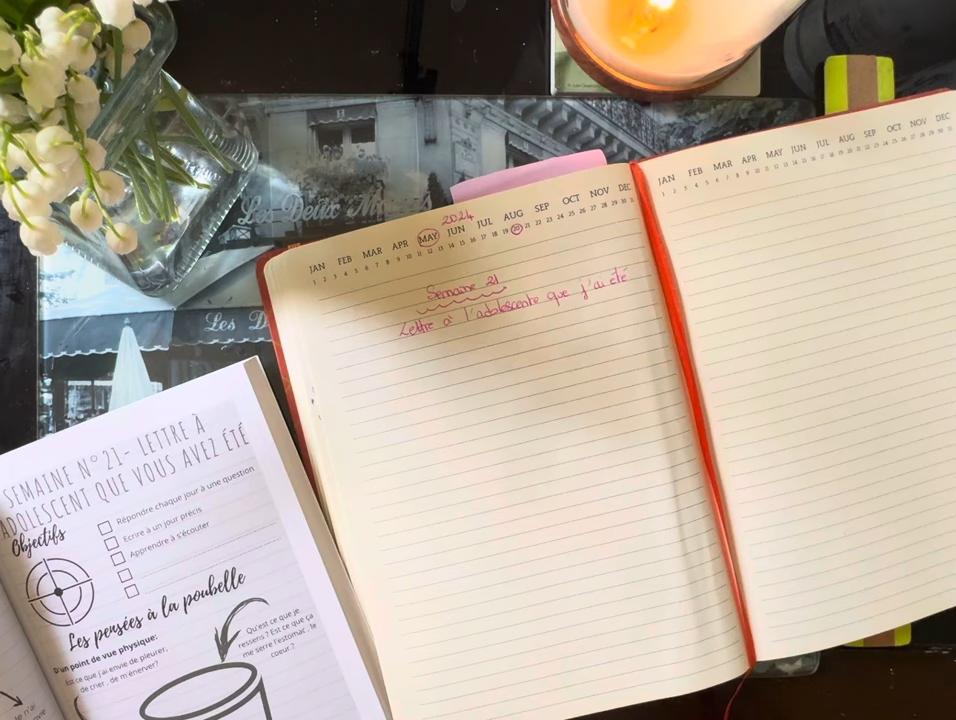 Les Deux
Les D
2024
JAN FEB MAR APR MAY JUN JUL AUG SEP OCT NOV DEC
1 2 3 4 5 6 7 8 9 10 11 12 13 14 15 16 17 18 19 20 21 22 23 24 25 26 27 28 29 30 31
Semaine 21
Lettre à l'adolescente que j'ai été
JAN FEB MAR APR MAY JUN JUL AUG SEP OCT NOV DEC
1 2 3 4 5 6 7 8 9 10 11 12 13 14 15 16 17 18 19 20 21 22 23 24 25 26 27 28 29 30 31
SEMAINE N°21- LETTRE À
ADOLESCENT QUE VOUS AVEZ ÉTÉ
Objectifs
Répondre chaque jour à une question
Ecrire à un jour précis
Apprendre à s'écouter
Les pensées à la poubelle
D'un point de vue physique:
Est ce que j'ai envie de pleurer,
de crier , de m'énerver?
Qu'est ce que je
ressens ? Est ce que ça
me serre l'estomac , le
coeur ?